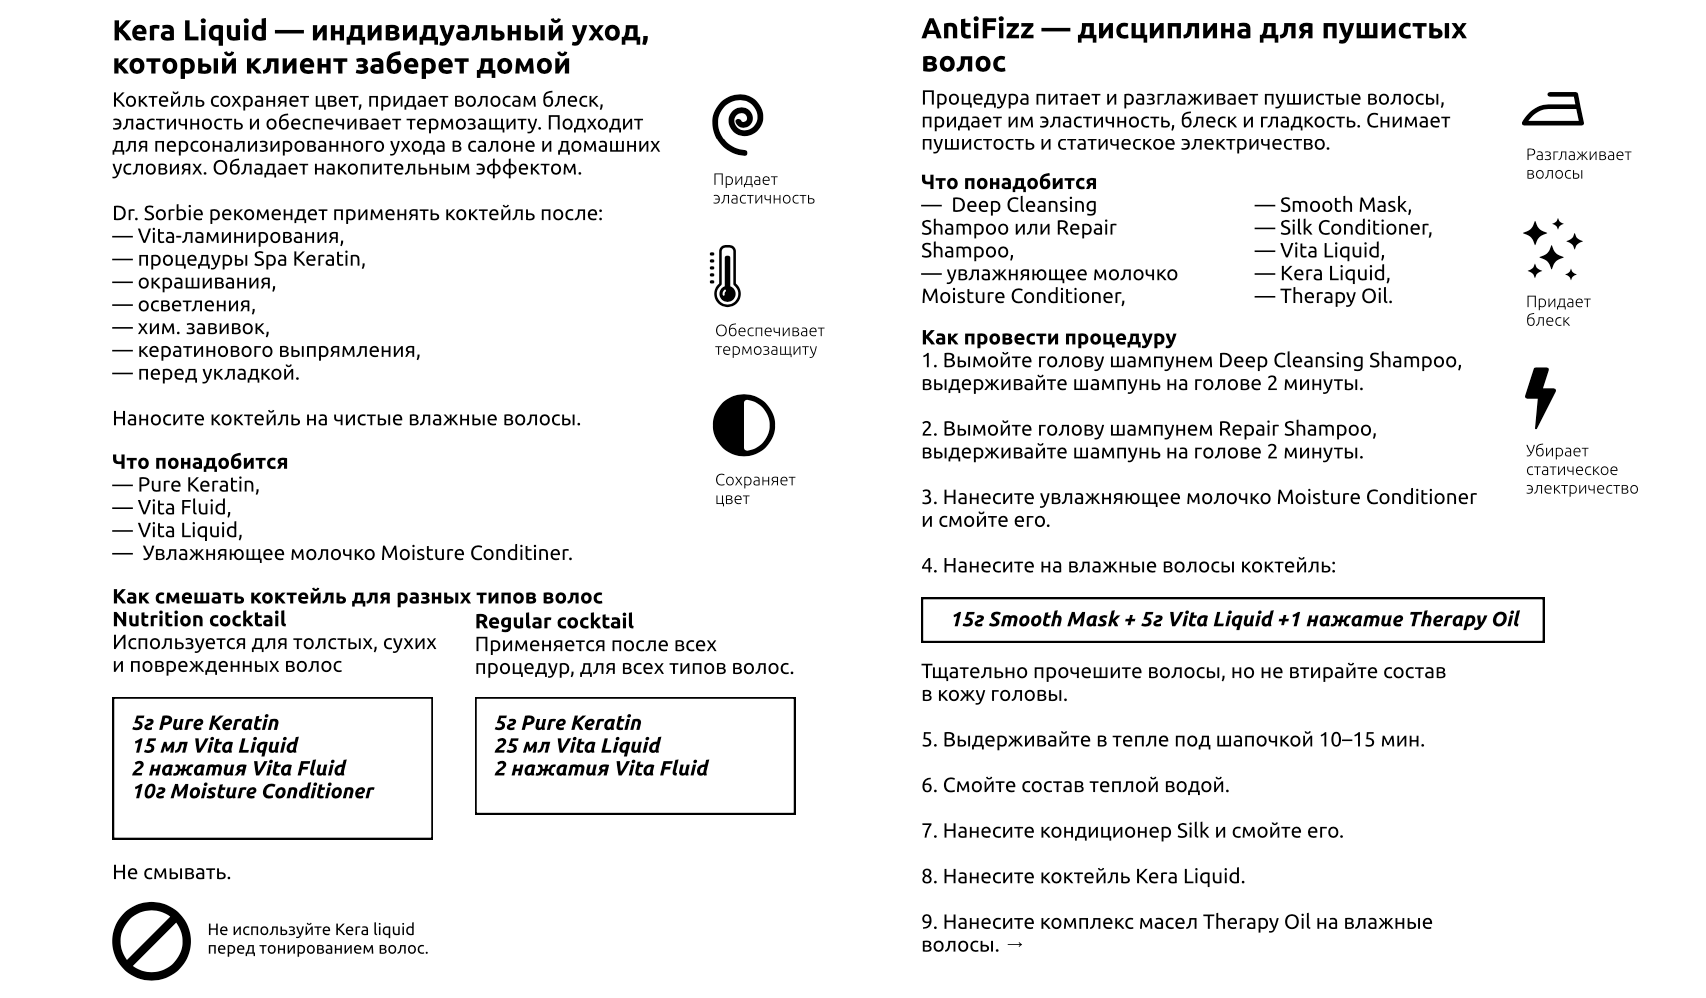 Kera Liquid — индивидуальный уход,
который клиент заберет домой
Коктейль сохраняет цвет, придает волосам блеск,
эластичность и обеспечивает термозащиту. Подходит
для персонализированного ухода в салоне и домашних
условиях. Обладает накопительным эффектом.
Dr. Sorbie рекомендет применять коктейль после:
— Vita-ламинирования,
— процедуры Spa Keratin,
— окрашивания,
— осветления,
— хим. завивок,
— кератинового выпрямления,
— перед укладкой.
Наносите коктейль на чистые влажные волосы.
Что понадобится
— Pure Keratin,
— Vita Fluid,
— Vita Liquid,
— Увлажняющее молочко Moisture Conditiner.
Придает
эластичность
Обеспечивает
термозащиту
Сохраняет
цвет
Как смешать коктейль для разных типов волос
Nutrition cocktail
Используется для толстых, сухих
и поврежденных волос
5г Pure Keratin
15 мл Vita Liquid
2 нажатия Vita Fluid
10г Moisture Conditioner
Regular cocktail
Применяется после всех
процедур, для всех типов волос.
5г Pure Keratin
25 мл Vita Liquid
2 нажатия Vita Fluid
Не смывать.
Не используйте Kera liquid
перед тонированием волос.
AntiFizz — дисциплина для пушистых
волос
Процедура питает и разглаживает пушистые волосы,
придает им эластичность, блеск и гладкость. Снимает
пушистость и статическое электричество.
Что понадобится
— Deep Cleansing
Shampoo или Repair
Shampoo,
— увлажняющее молочко
Moisture Conditioner,
— Smooth Mask,
— Silk Conditioner,
— Vita Liquid,
— Kera Liquid,
— Therapy Oil.
Разглаживает
волосы
Придает
блеск
Убирает
статическое
электричество
Как провести процедуру
1. Вымойте голову шампунем Deep Cleansing Shampoo,
выдерживайте шампунь на голове 2 минуты.
2. Вымойте голову шампунем Repair Shampoo,
выдерживайте шампунь на голове 2 минуты.
3. Нанесите увлажняющее молочко Moisture Conditioner
и смойте его.
4. Нанесите на влажные волосы коктейль:
15г Smooth Mask + 5г Vita Liquid +1 нажатие Therapy Oil
Тщательно прочешите волосы, но не втирайте состав
в кожу головы.
5. Выдерживайте в тепле под шапочкой 10–15 мин.
6. Смойте состав теплой водой.
7. Нанесите кондиционер Silk и смойте его.
8. Нанесите коктейль Kera Liquid.
9. Нанесите комплекс масел Therapy Oil на влажные
волосы. →